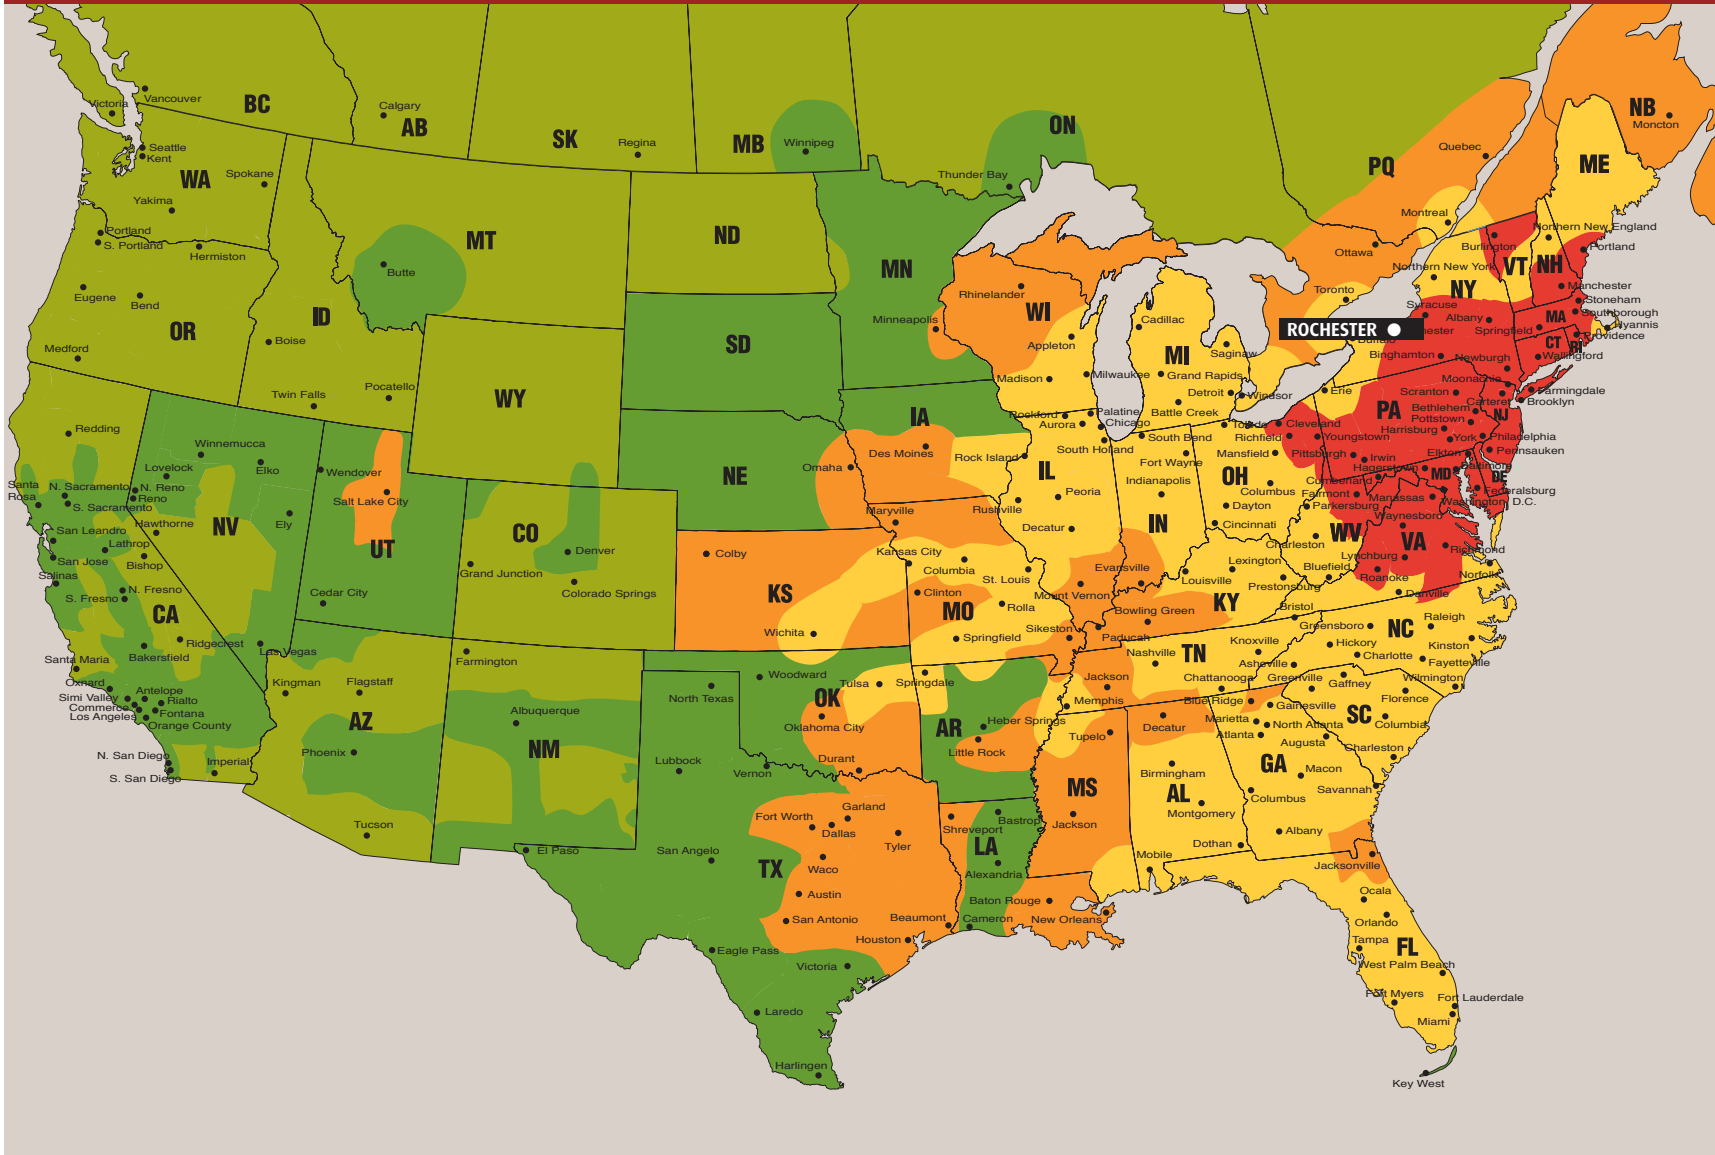 BC
AB
SK
MB
ON
PQ
NB
ME
Victoria
Vancouver
Calgary
Regina
Winnipeg
Thunder Bay
Quebec
Moncton
Montreal
Ottawa
Toronto
Seattle
Kent
WA
Spokane
Yakima
Portland
S. Portland
Hermiston
Eugene
Bend
OR
Medford
MT
Butte
ID
Boise
Twin Falls
Pocatello
WY
ND
SD
MN
Minneapolis
NE
Omaha
IA
Des Moines
WI
Rhinelander
Appleton
Madison
Milwaukee
MI
Cadillac
Saginaw
Grand Rapids
Detroit
Battle Creek
Windsor
Northern New England
Burlington
VT
NH
Portland
Northern New York
NY
Manchester
Stoneham
Southborough
Hyannis
Providence
MA
CT
RI
Syracuse
Albany
Springfield
ROCHESTER
Buffalo
Binghamton
Newburgh
Wallingford
Moonachie
Erie
Scranton
Carteret
Farmingdale
Brooklyn
PA
Bethlehem
Pottstown
NJ
Harrisburg
York
Philadelphia
Pennsauken
Pittsburgh
Irwin
Elkton
Hagerstown
MD
Baltimore
DE
Cumberland
Federalsburg
Fairmont
Manassas
Washington D.C.
Parkersburg
Waynesboro
WV
VA
Charleston
Lynchburg
Richmond
Bluefield
Roanoke
Norfolk
Danville
Bristol
Rockford
Palatine
Aurora
Chicago
South Holland
South Bend
Rock Island
IL
Peoria
Rushville
Decatur
Fort Wayne
Indianapolis
IN
Evansville
Toledo
Cleveland
Richfield
Youngstown
Mansfield
OH
Columbus
Dayton
Cincinnati
Lexington
Louisville
Prestonsburg
KY
Mount Vernon
Bowling Green
Paducah
Redding
Winnemucca
Lovelock
Elko
N. Reno
Reno
Santa
Rosa
N. Sacramento
S. Sacramento
Hawthorne
NV
Ely
San Leandro
Lathrop
San Jose
Bishop
Salinas
N. Fresno
S. Fresno
CA
Ridgecrest
Bakersfield
Las Vegas
Santa Maria
Oxnard
Simi Valley
Antelope
Commerce
Rialto
Fontana
Los Angeles
Orange County
N. San Diego
S. San Diego
Imperial
Wendover
Salt Lake City
UT
Cedar City
CO
Denver
Grand Junction
Colorado Springs
Kingman
Flagstaff
AZ
Phoenix
Tucson
Farmington
Albuquerque
NM
Colby
KS
Wichita
Maryville
Kansas City
Columbia
St. Louis
Clinton
MO
Rolla
Springfield
Sikeston
Woodward
Tulsa
OK
Oklahoma City
Durant
Springdale
AR
Heber Springs
Little Rock
North Texas
Lubbock
Vernon
El Paso
San Angelo
Fort Worth
Garland
Dallas
Tyler
Waco
TX
Austin
San Antonio
Beaumont
Houston
Eagle Pass
Victoria
Laredo
Harlingen
Shreveport
Bastrop
LA
Alexandria
Baton Rouge
Cameron
New Orleans
Nashville
TN
Knoxville
Jackson
Memphis
Chattanooga
Tupelo
MS
Jackson
Decatur
Birmingham
AL
Montgomery
Dothan
Mobile
Greensboro
Raleigh
NC
Hickory
Kinston
Charlotte
Fayetteville
Asheville
Wilmington
Greenville
Gaffney
Florence
SC
Columbia
Charleston
Blue Ridge
Gainesville
Marietta
North Atlanta
Atlanta
Augusta
GA
Macon
Columbus
Savannah
Albany
Jacksonville
Ocala
Orlando
Tampa
FL
West Palm Beach
Fort Myers
Fort Lauderdale
Miami
Key West